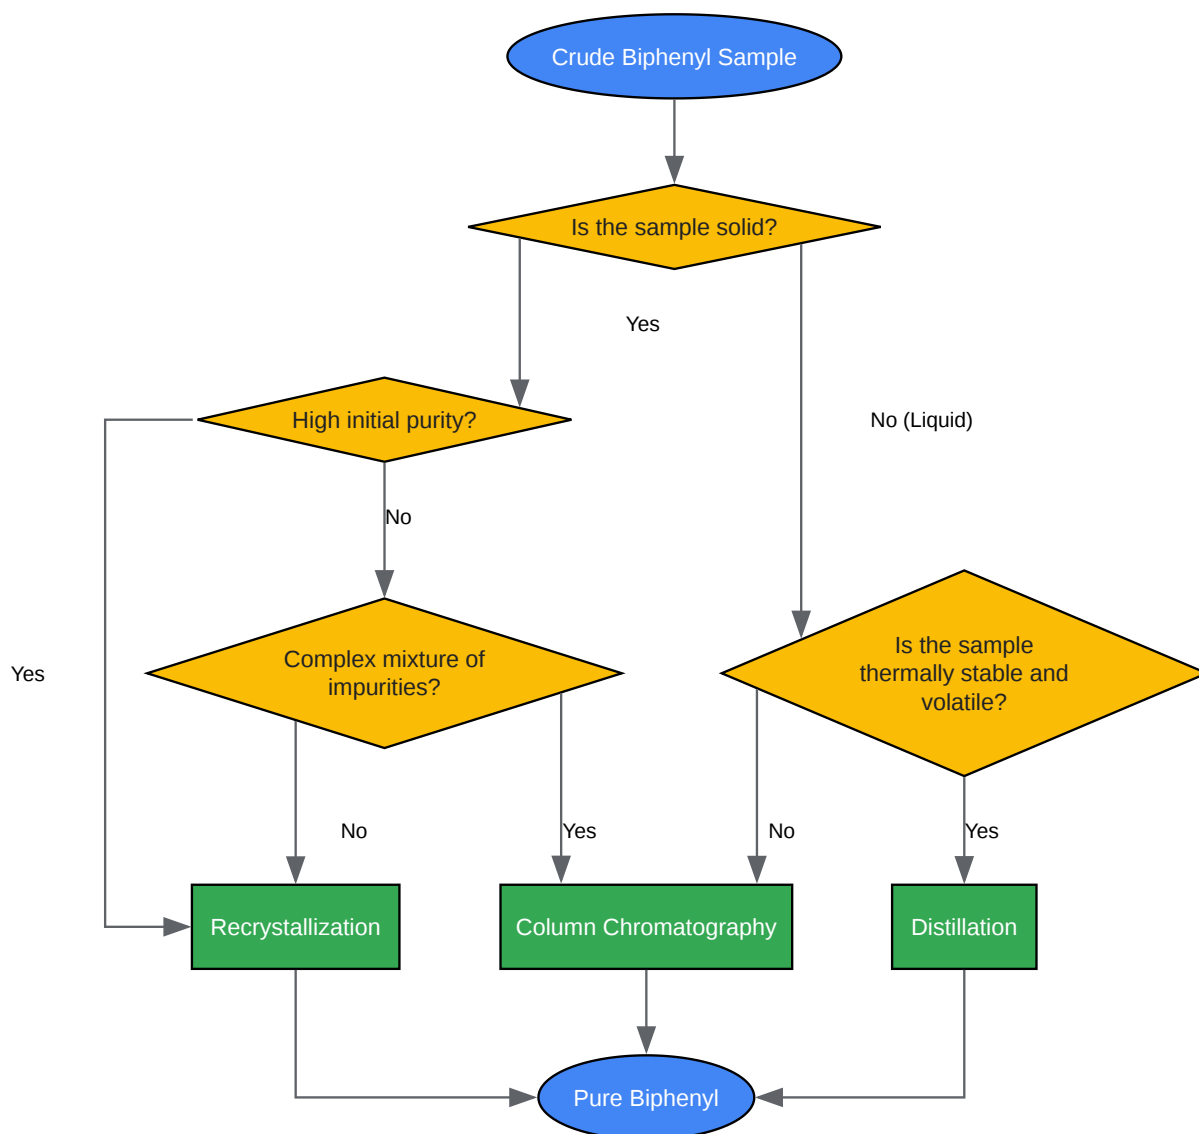 Crude Biphenyl Sample
Is the sample solid?
Yes
High initial purity?
No (Liquid)
No
Complex mixture of
impurities?
Is the sample
thermally stable and
volatile?
Yes
No
Yes
No
Yes
Recrystallization
Column Chromatography
Distillation
Pure Biphenyl